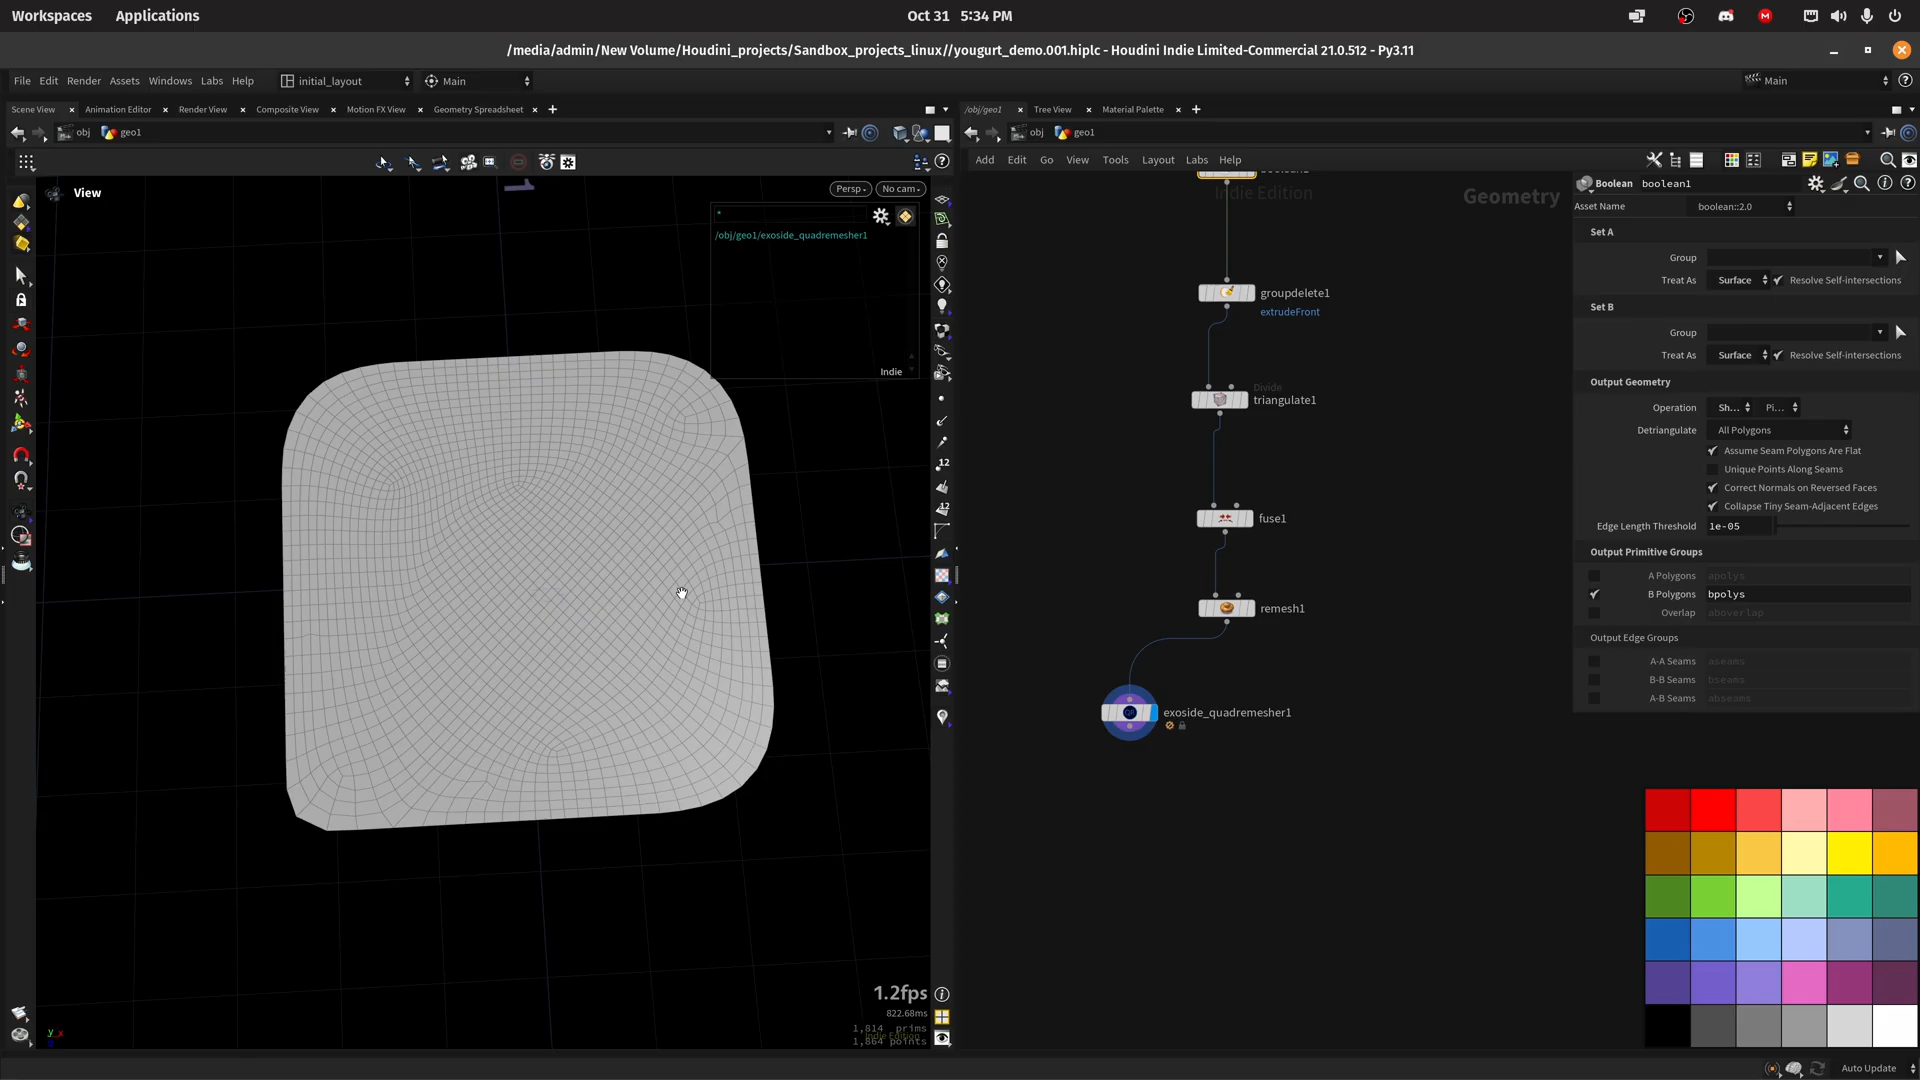 Workspaces Applications Oct 31 5:34 PM
/media/admin/New Volume/Houdini_projects/Sandbox_projects_linux//yougurt_demo.001.hiplc - Houdini Indie Limited-Commercial 21.0.512 - Py3.11
File Edit Render Assets Windows Labs Help initial_layout Main Main
Scene View Animation Editor Render View Composite View Motion FX View Geometry Spreadsheet
/obj/geo1 Tree View Material Palette
obj geo1
obj geo1
Add Edit Go View Tools Layout Labs Help
View
Persp No cam
*
/obj/geo1/exoside_quadremesher1
Indie
12
12
1.2fps
822.68ms
1,814 prims
1,864 points
Indie Edition
Indie Edition
Geometry
groupdelete1
extrudeFront
Divide
triangulate1
fuse1
remesh1
exoside_quadremesher1
Boolean boolean1
Asset Name boolean::2.0
Set A
Group
Treat As Surface Resolve Self-intersections
Set B
Group
Treat As Surface Resolve Self-intersections
Output Geometry
Operation Sh... Pi...
Detriangulate All Polygons
Assume Seam Polygons Are Flat
Unique Points Along Seams
Correct Normals on Reversed Faces
Collapse Tiny Seam-Adjacent Edges
Edge Length Threshold 1e-05
Output Primitive Groups
A Polygons apolys
B Polygons bpolys
Overlap aboverlap
Output Edge Groups
A-A Seams aseams
B-B Seams bseams
A-B Seams abseams
Auto Update